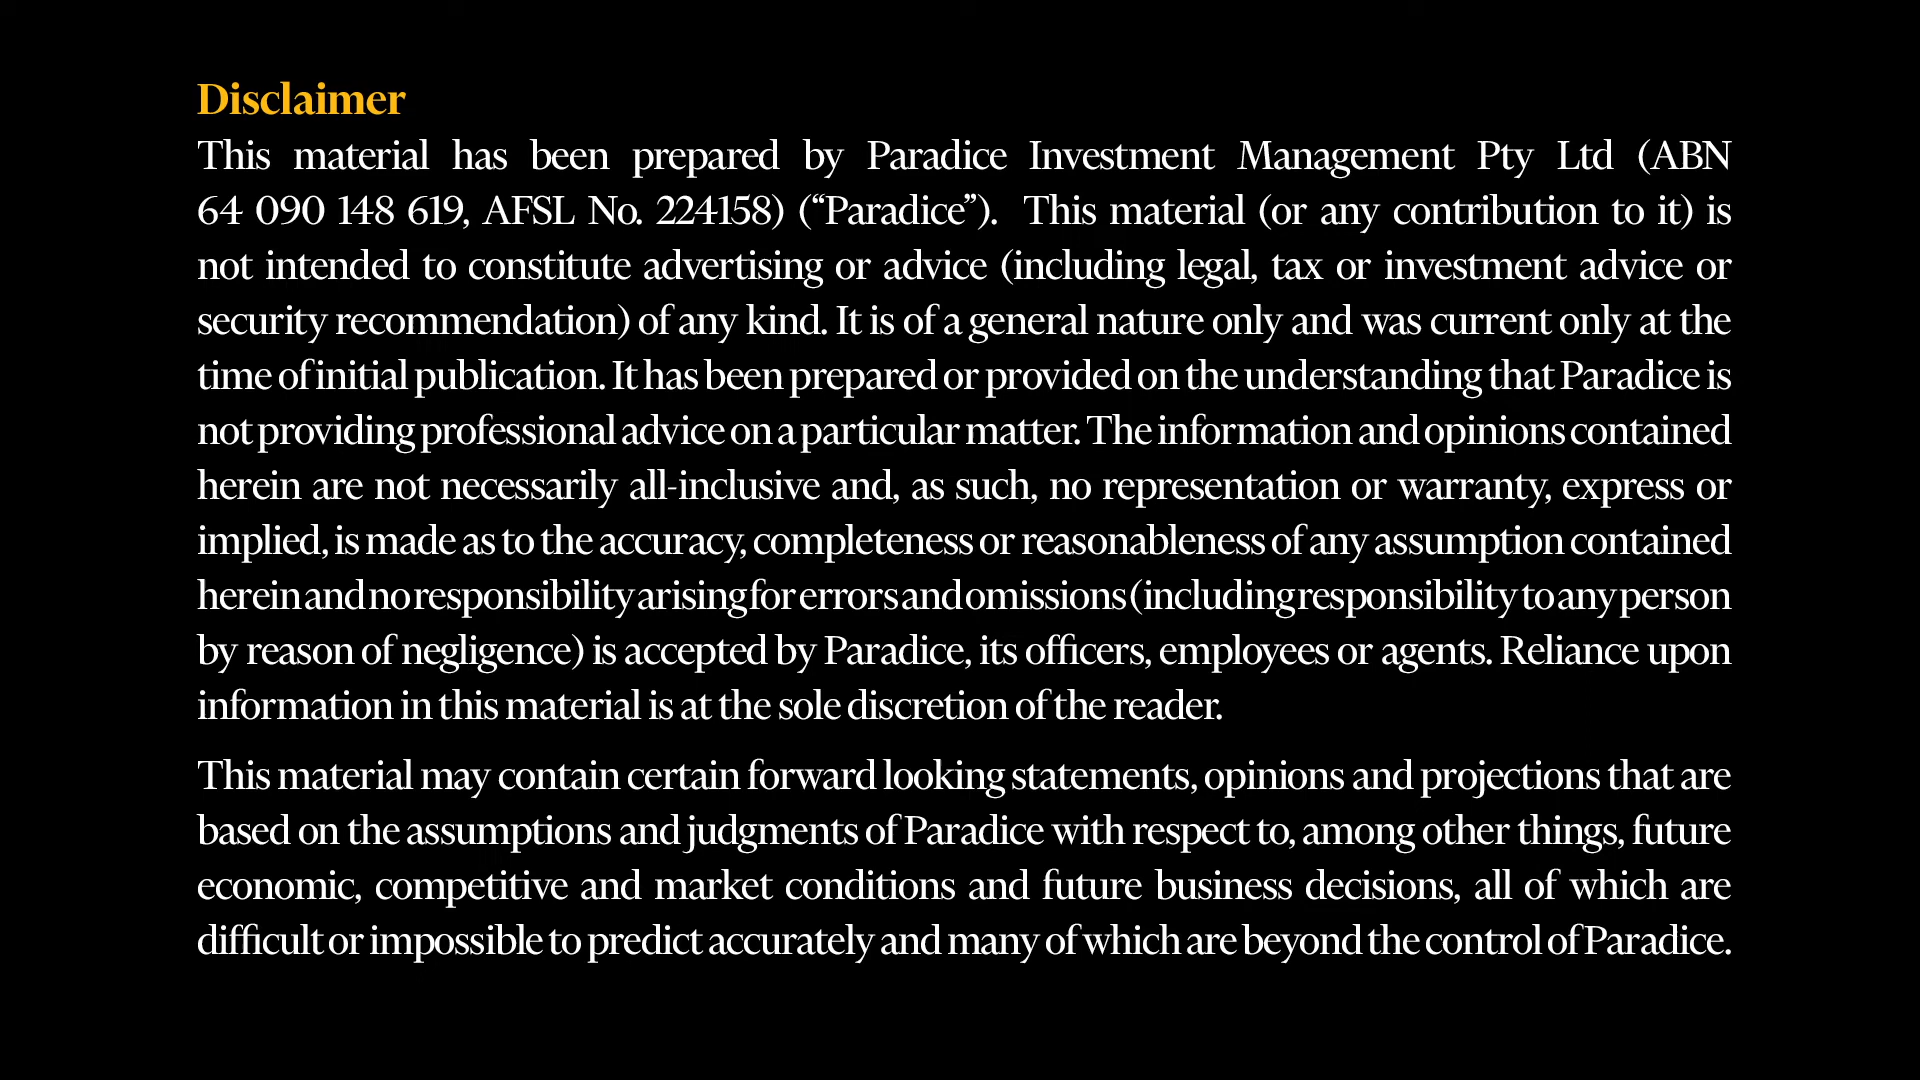 Disclaimer
This material has been prepared by Paradice Investment Management Pty Ltd (ABN
64 090 148 619, AFSL No. 224158) (“Paradice”).  This material (or any contribution to it) is
not intended to constitute advertising or advice (including legal, tax or investment advice or
security recommendation) of any kind. It is of a general nature only and was current only at the
time of initial publication. It has been prepared or provided on the understanding that Paradice is
not providing professional advice on a particular matter. The information and opinions contained
herein are not necessarily all-inclusive and, as such, no representation or warranty, express or
implied, is made as to the accuracy, completeness or reasonableness of any assumption contained
herein and no responsibility arising for errors and omissions (including responsibility to any person
by reason of negligence) is accepted by Paradice, its officers, employees or agents. Reliance upon
information in this material is at the sole discretion of the reader.
This material may contain certain forward looking statements, opinions and projections that are
based on the assumptions and judgments of Paradice with respect to, among other things, future
economic, competitive and market conditions and future business decisions, all of which are
difficult or impossible to predict accurately and many of which are beyond the control of Paradice.